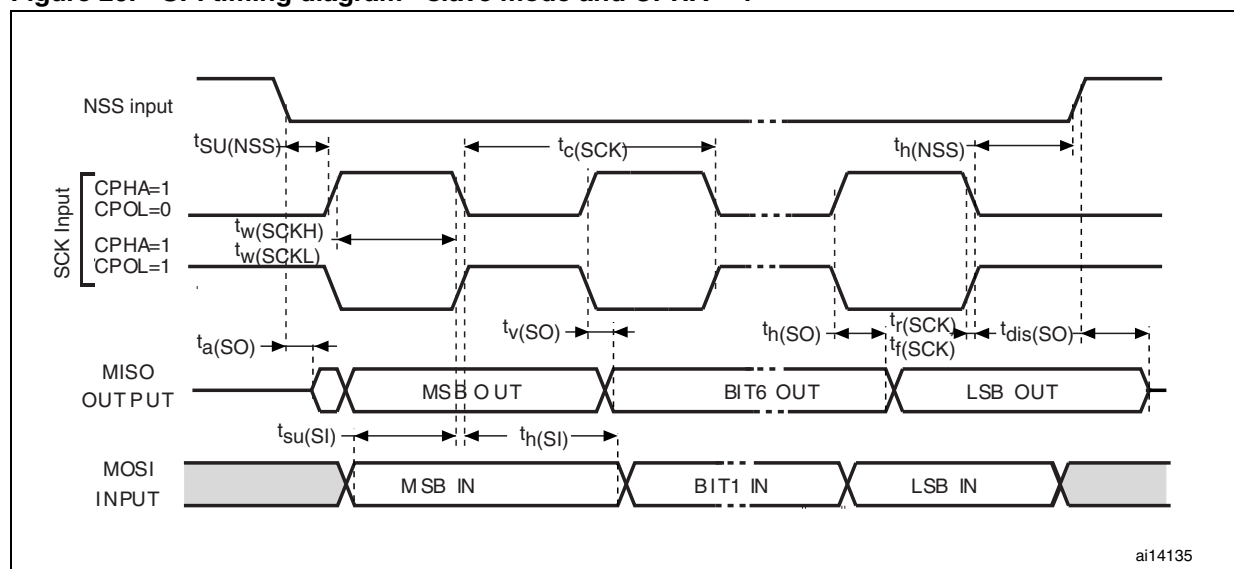 NSS input
tSU(NSS)
tc(SCK)
th(NSS)
SCK Input
CPHA=1
CPOL=0
CPHA=1
CPOL=1
tw(SCKH)
tw(SCKL)
ta(SO)
tv(SO)
th(SO)
tr(SCK)
tf(SCK)
tdis(SO)
MISO
OUTPUT
MSB OUT
BIT6 OUT
LSB OUT
tsu(SI)
th(SI)
MOSI
INPUT
MSB IN
BIT1 IN
LSB IN
ai14135